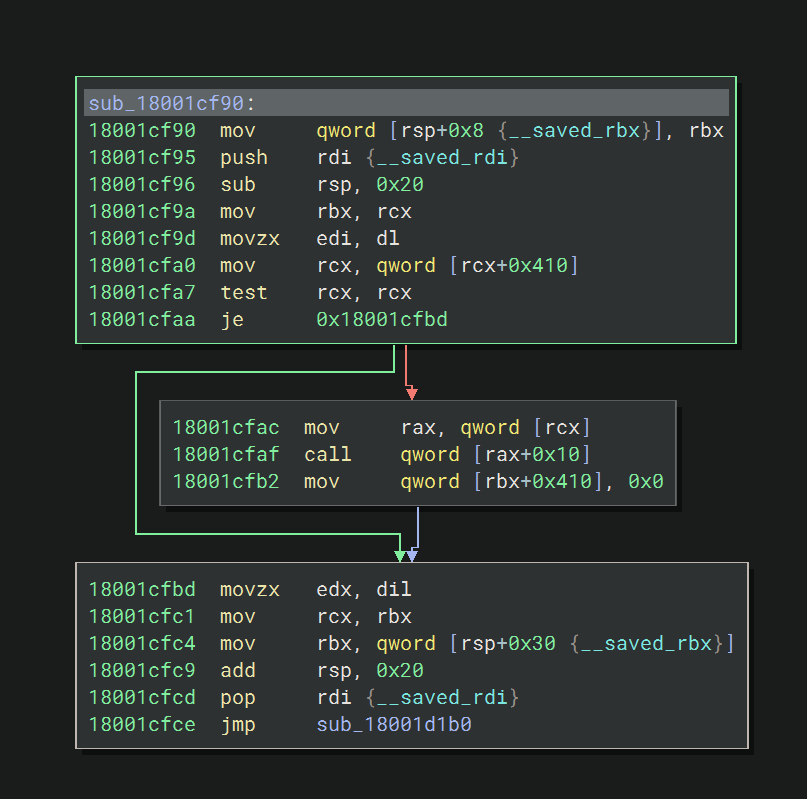 sub_18001cf90:
18001cf90 mov qword [rsp+0x8 {__saved_rbx}], rbx
18001cf95 push rdi {__saved_rdi}
18001cf96 sub rsp, 0x20
18001cf9a mov rbx, rcx
18001cf9d movzx edi, dl
18001cfa0 mov rcx, qword [rcx+0x410]
18001cfa7 test rcx, rcx
18001cfaa je 0x18001cfbd
18001cfac mov rax, qword [rcx]
18001cfaf call qword [rax+0x10]
18001cfb2 mov qword [rbx+0x410], 0x0
18001cfbd movzx edx, dil
18001cfc1 mov rcx, rbx
18001cfc4 mov rbx, qword [rsp+0x30 {__saved_rbx}]
18001cfc9 add rsp, 0x20
18001cfcd pop rdi {__saved_rdi}
18001cfce jmp sub_18001d1b0